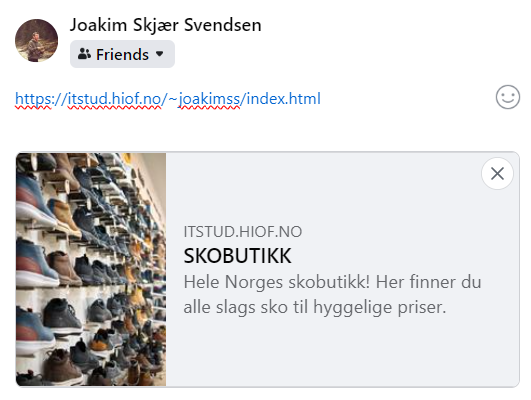 Joakim Skjær Svendsen
Friends
https://itstud.hiof.no/~joakimss/index.html
ITSTUD.HIOF.NO
SKOBUTIKK
Hele Norges skobutikk! Her finner du
alle slags sko til hyggelige priser.